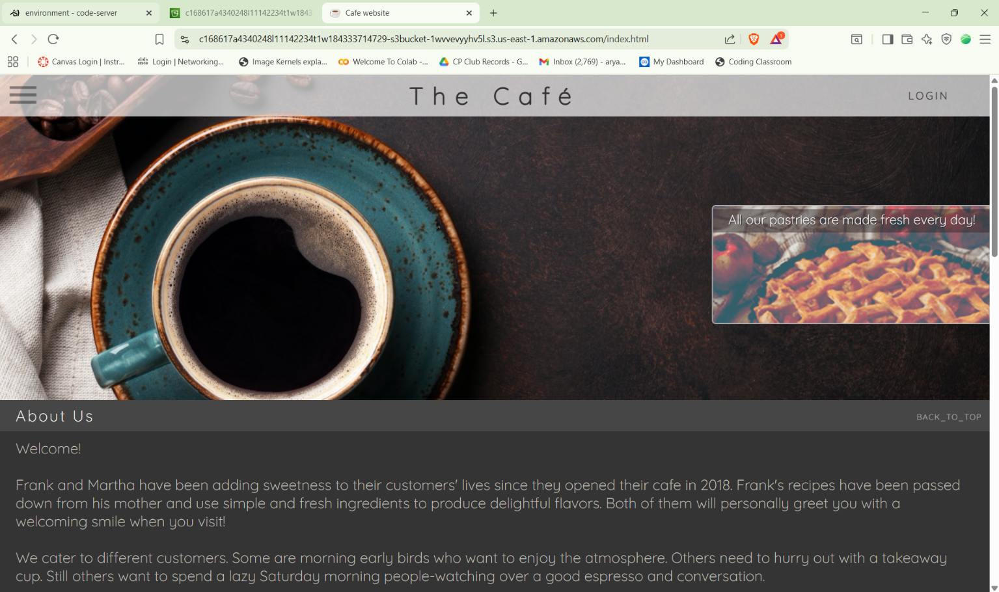 environment - code-server
c168617a4340248l11142234t1w1843
Cafe website
c168617a4340248l11142234t1w184333714729-s3bucket-1wvvevyyhv5l.s3.us-east-1.amazonaws.com/index.html
1
Canvas Login | Instr...
Login | Networking...
Image Kernels expla...
Welcome To Colab -...
CP Club Records - G...
Inbox (2,769) - arya...
My Dashboard
Coding Classroom
The Café
LOGIN
All our pastries are made fresh every day!
About Us
BACK_TO_TOP
Welcome!
Frank and Martha have been adding sweetness to their customers' lives since they opened their cafe in 2018. Frank's recipes have been passed
down from his mother and use simple and fresh ingredients to produce delightful flavors. Both of them will personally greet you with a
welcoming smile when you visit!
We cater to different customers. Some are morning early birds who want to enjoy the atmosphere. Others need to hurry out with a takeaway
cup. Still others want to spend a lazy Saturday morning people-watching over a good espresso and conversation.